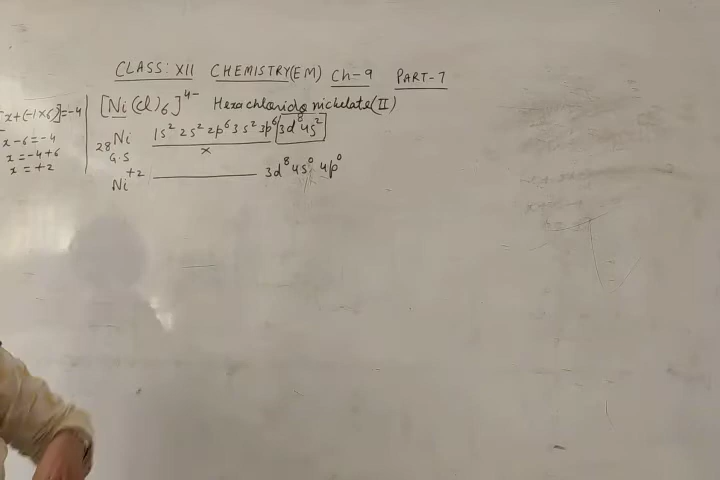 CLASS: XII CHEMISTRY(EM) Ch-9 PART-7
[x+(-1×6)]=-4
x-6=-4
x=-4+6
x=+2
[Ni(Cl)₆]⁴⁻ Hexachlorido nickelate(II)
₂₈Ni 1s² 2s² 2p⁶ 3s² 3p⁶ 3d⁸ 4s²
G.S x
Ni⁺² 3d⁸ 4s⁰ 4p⁰